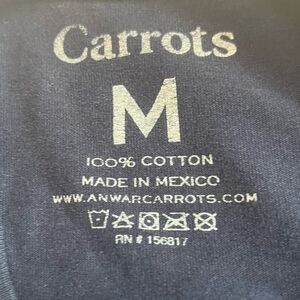 Carrots
M
100% COTTON
MADE IN MEXICO
WWW.ANWARCARROTS.COM
RN # 156817